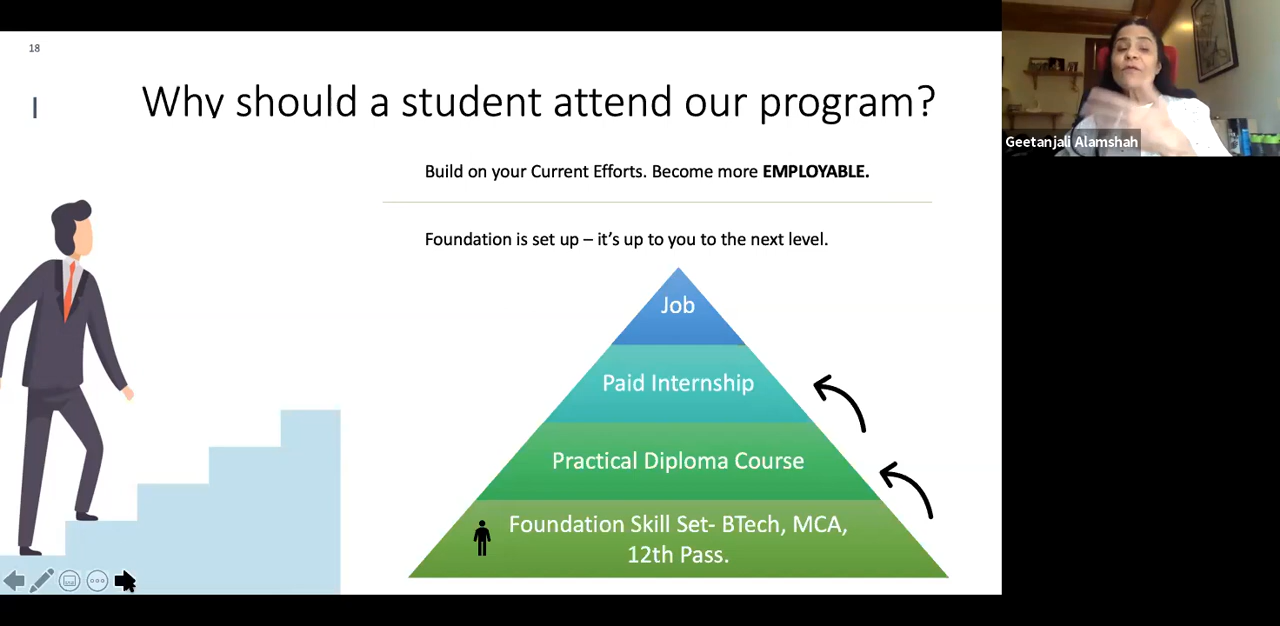 18
Why should a student attend our program?
Geetanjali Alamshah
Build on your Current Efforts. Become more EMPLOYABLE.
Foundation is set up – it’s up to you to the next level.
Job
Paid Internship
Practical Diploma Course
Foundation Skill Set- BTech, MCA,
12th Pass.